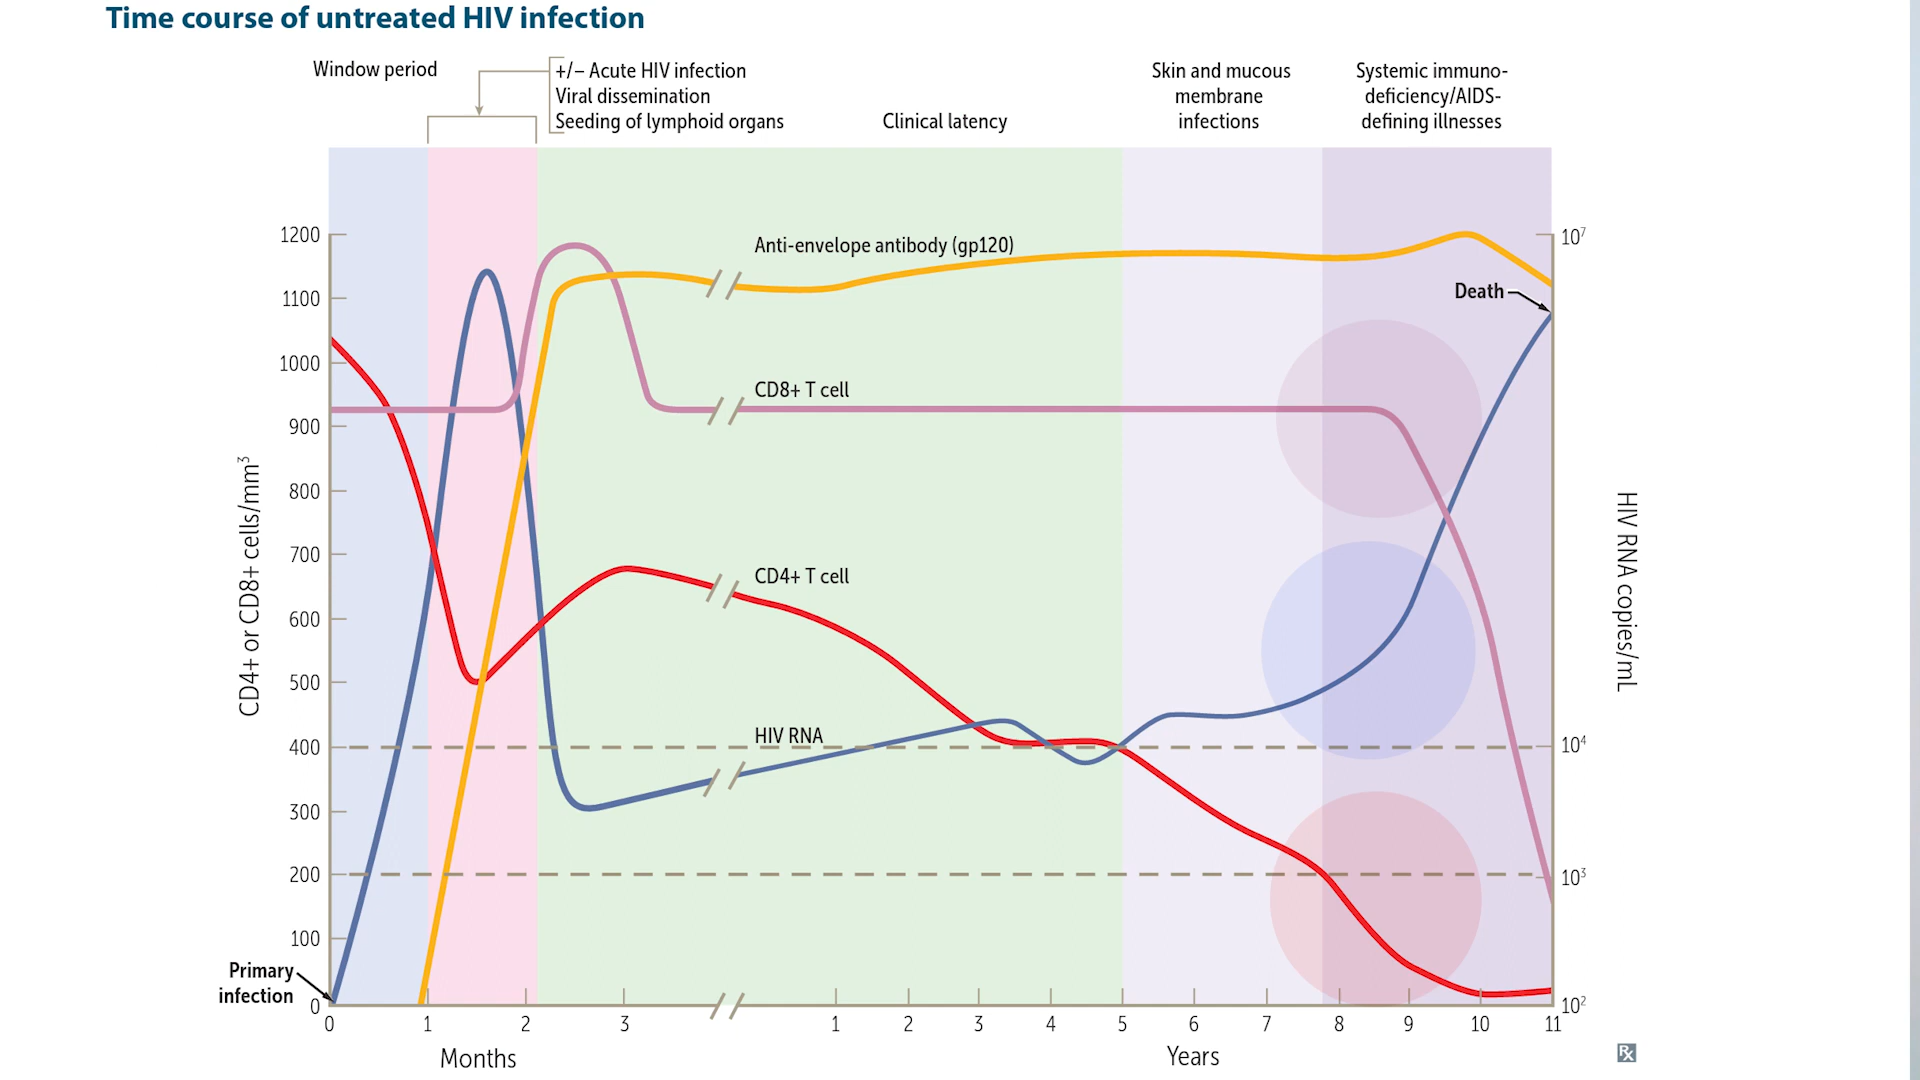 Time course of untreated HIV infection
Window period
+/– Acute HIV infection
Viral dissemination
Seeding of lymphoid organs
Clinical latency
Skin and mucous
membrane
infections
Systemic immuno-
deficiency/AIDS-
defining illnesses
1200
1100
1000
900
800
700
600
500
400
300
200
100
0
CD4+ or CD8+ cells/mm³
Anti-envelope antibody (gp120)
CD8+ T cell
CD4+ T cell
HIV RNA
Death
Primary
infection
10⁷
10⁴
10³
10²
HIV RNA copies/mL
0 1 2 3 1 2 3 4 5 6 7 8 9 10 11
Months Years
Rx